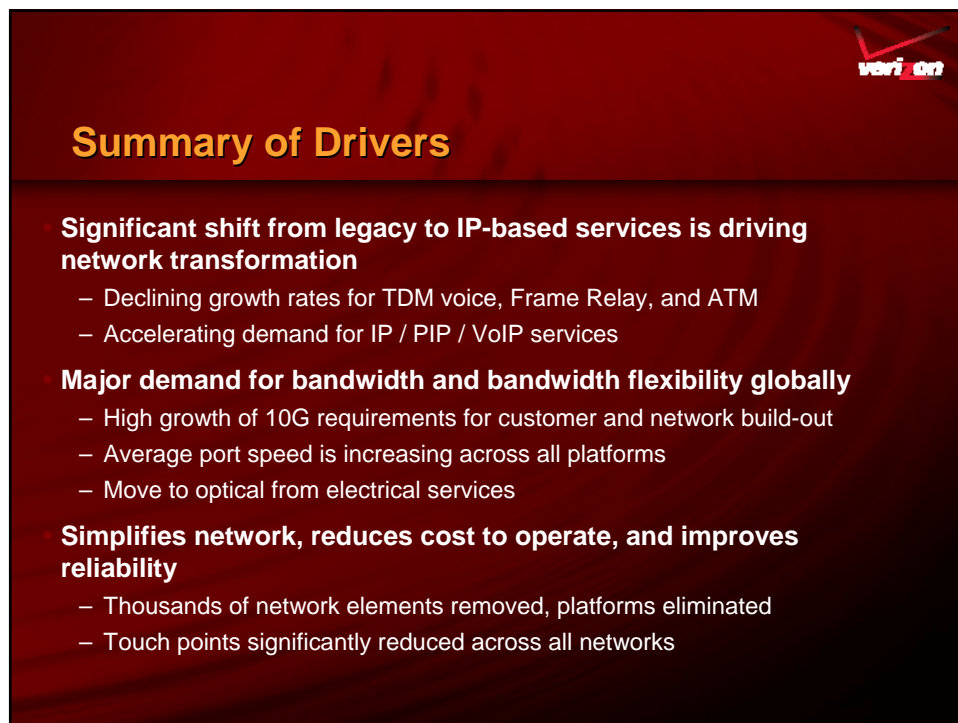 verizon
Summary of Drivers
• Significant shift from legacy to IP-based services is driving
network transformation
– Declining growth rates for TDM voice, Frame Relay, and ATM
– Accelerating demand for IP / PIP / VoIP services
• Major demand for bandwidth and bandwidth flexibility globally
– High growth of 10G requirements for customer and network build-out
– Average port speed is increasing across all platforms
– Move to optical from electrical services
• Simplifies network, reduces cost to operate, and improves
reliability
– Thousands of network elements removed, platforms eliminated
– Touch points significantly reduced across all networks